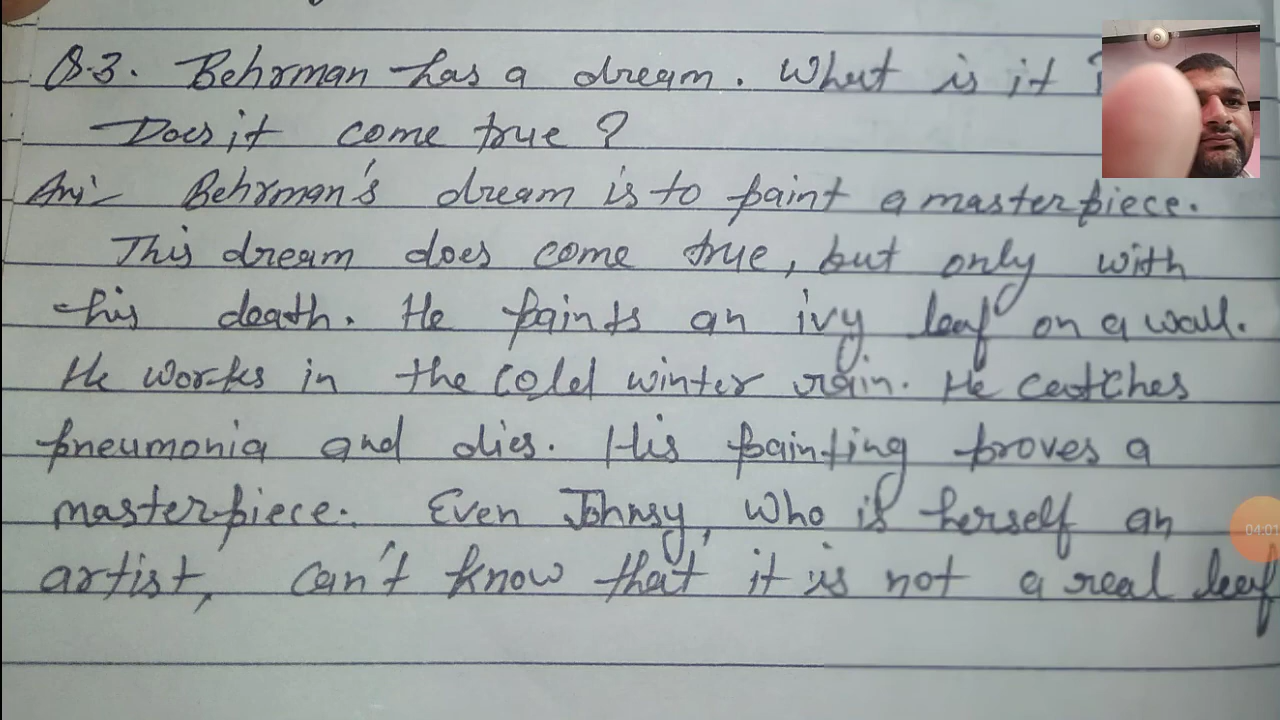 Q.3. Behrman has a dream. What is it ?
Does it come true ?
Ans:- Behrman's dream is to paint a masterpiece.
This dream does come true, but only with
his death. He paints an ivy leaf on a wall.
He works in the cold winter rain. He catches
pneumonia and dies. His painting proves a
masterpiece. Even Johnsy, who is herself an
artist, can't know that it is not a real leaf
04:01